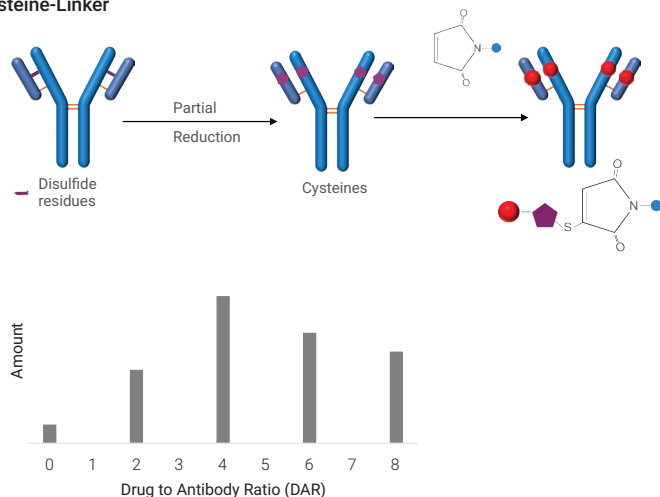 steine-Linker
O
N
O
Partial
Reduction
Disulfide
residues
Cysteines
O
N
S
O
Amount
0 1 2 3 4 5 6 7 8
Drug to Antibody Ratio (DAR)